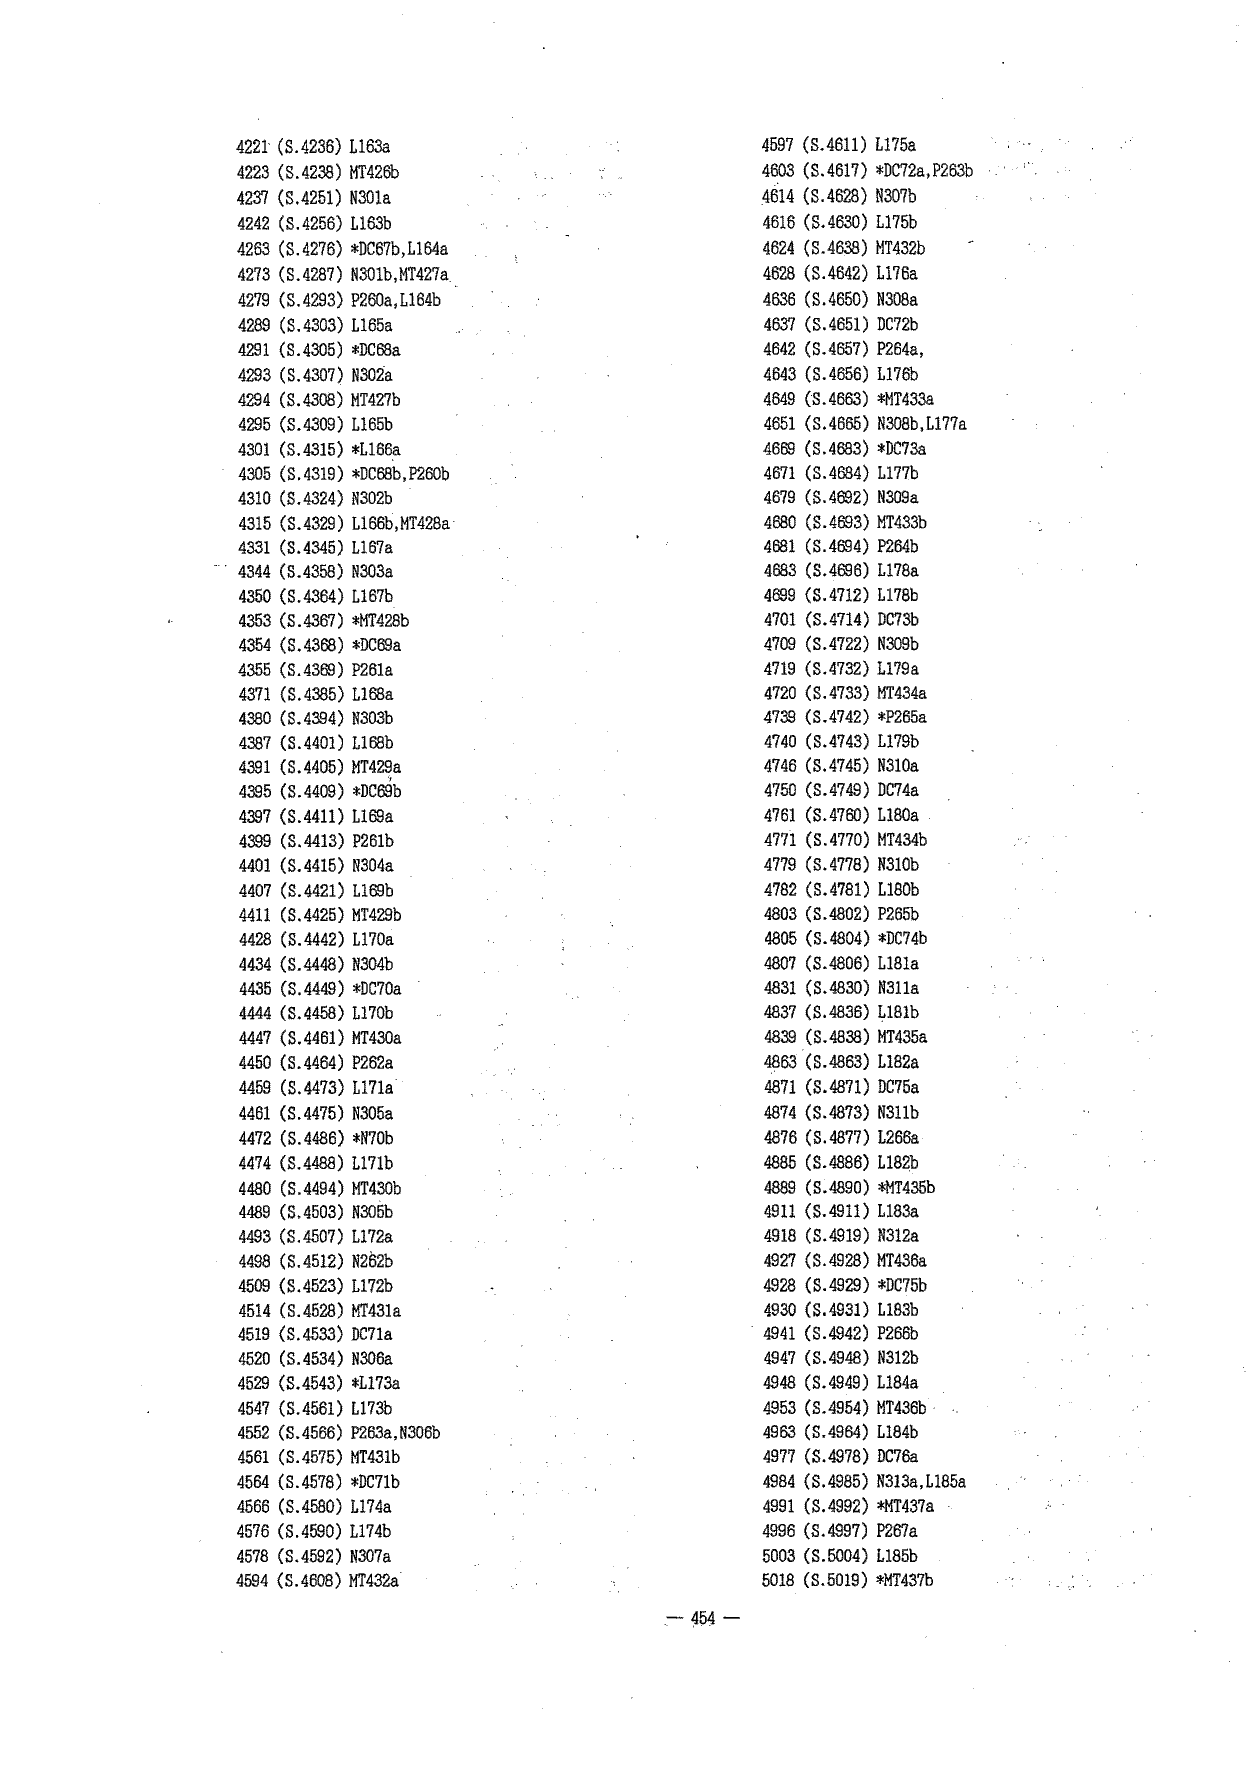 4221 (S.4236) L163a
4223 (S.4238) MT426b
4237 (S.4251) N301a
4242 (S.4256) L163b
4263 (S.4276) *DC67b,L164a
4273 (S.4287) N301b,MT427a
4279 (S.4293) P260a,L164b
4289 (S.4303) L165a
4291 (S.4305) *DC68a
4293 (S.4307) N302a
4294 (S.4308) MT427b
4295 (S.4309) L165b
4301 (S.4315) *L166a
4305 (S.4319) *DC68b,P260b
4310 (S.4324) N302b
4315 (S.4329) L166b,MT428a
4331 (S.4345) L167a
4344 (S.4358) N303a
4350 (S.4364) L167b
4353 (S.4367) *MT428b
4354 (S.4368) *DC69a
4355 (S.4369) P261a
4371 (S.4385) L168a
4380 (S.4394) N303b
4387 (S.4401) L168b
4391 (S.4405) MT429a
4395 (S.4409) *DC69b
4397 (S.4411) L169a
4399 (S.4413) P261b
4401 (S.4415) N304a
4407 (S.4421) L169b
4411 (S.4425) MT429b
4428 (S.4442) L170a
4434 (S.4448) N304b
4435 (S.4449) *DC70a
4444 (S.4458) L170b
4447 (S.4461) MT430a
4450 (S.4464) P262a
4459 (S.4473) L171a
4461 (S.4475) N305a
4472 (S.4486) *N70b
4474 (S.4488) L171b
4480 (S.4494) MT430b
4489 (S.4503) N305b
4493 (S.4507) L172a
4498 (S.4512) N262b
4509 (S.4523) L172b
4514 (S.4528) MT431a
4519 (S.4533) DC71a
4520 (S.4534) N306a
4529 (S.4543) *L173a
4547 (S.4561) L173b
4552 (S.4566) P263a,N306b
4561 (S.4575) MT431b
4564 (S.4578) *DC71b
4566 (S.4580) L174a
4576 (S.4590) L174b
4578 (S.4592) N307a
4594 (S.4608) MT432a
4597 (S.4611) L175a
4603 (S.4617) *DC72a,P263b
4614 (S.4628) N307b
4616 (S.4630) L175b
4624 (S.4638) MT432b
4628 (S.4642) L176a
4636 (S.4650) N308a
4637 (S.4651) DC72b
4642 (S.4657) P264a,
4643 (S.4656) L176b
4649 (S.4663) *MT433a
4651 (S.4665) N308b,L177a
4669 (S.4683) *DC73a
4671 (S.4684) L177b
4679 (S.4692) N309a
4680 (S.4693) MT433b
4681 (S.4694) P264b
4683 (S.4696) L178a
4699 (S.4712) L178b
4701 (S.4714) DC73b
4709 (S.4722) N309b
4719 (S.4732) L179a
4720 (S.4733) MT434a
4739 (S.4742) *P265a
4740 (S.4743) L179b
4746 (S.4745) N310a
4750 (S.4749) DC74a
4761 (S.4760) L180a
4771 (S.4770) MT434b
4779 (S.4778) N310b
4782 (S.4781) L180b
4803 (S.4802) P265b
4805 (S.4804) *DC74b
4807 (S.4806) L181a
4831 (S.4830) N311a
4837 (S.4836) L181b
4839 (S.4838) MT435a
4863 (S.4863) L182a
4871 (S.4871) DC75a
4874 (S.4873) N311b
4876 (S.4877) L266a
4885 (S.4886) L182b
4889 (S.4890) *MT435b
4911 (S.4911) L183a
4918 (S.4919) N312a
4927 (S.4928) MT436a
4928 (S.4929) *DC75b
4930 (S.4931) L183b
4941 (S.4942) P266b
4947 (S.4948) N312b
4948 (S.4949) L184a
4953 (S.4954) MT436b
4963 (S.4964) L184b
4977 (S.4978) DC76a
4984 (S.4985) N313a,L185a
4991 (S.4992) *MT437a
4996 (S.4997) P267a
5003 (S.5004) L185b
5018 (S.5019) *MT437b
— 454 —